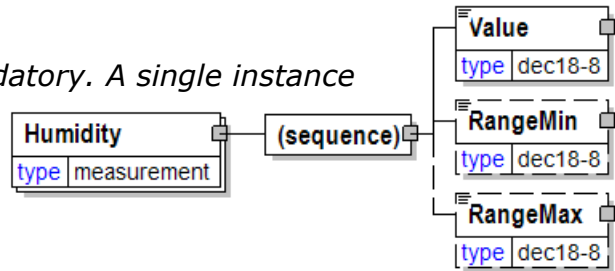 Value
type dec18-8
datory. A single instance
Humidity
type measurement
(sequence)
RangeMin
type dec18-8
RangeMax
type dec18-8